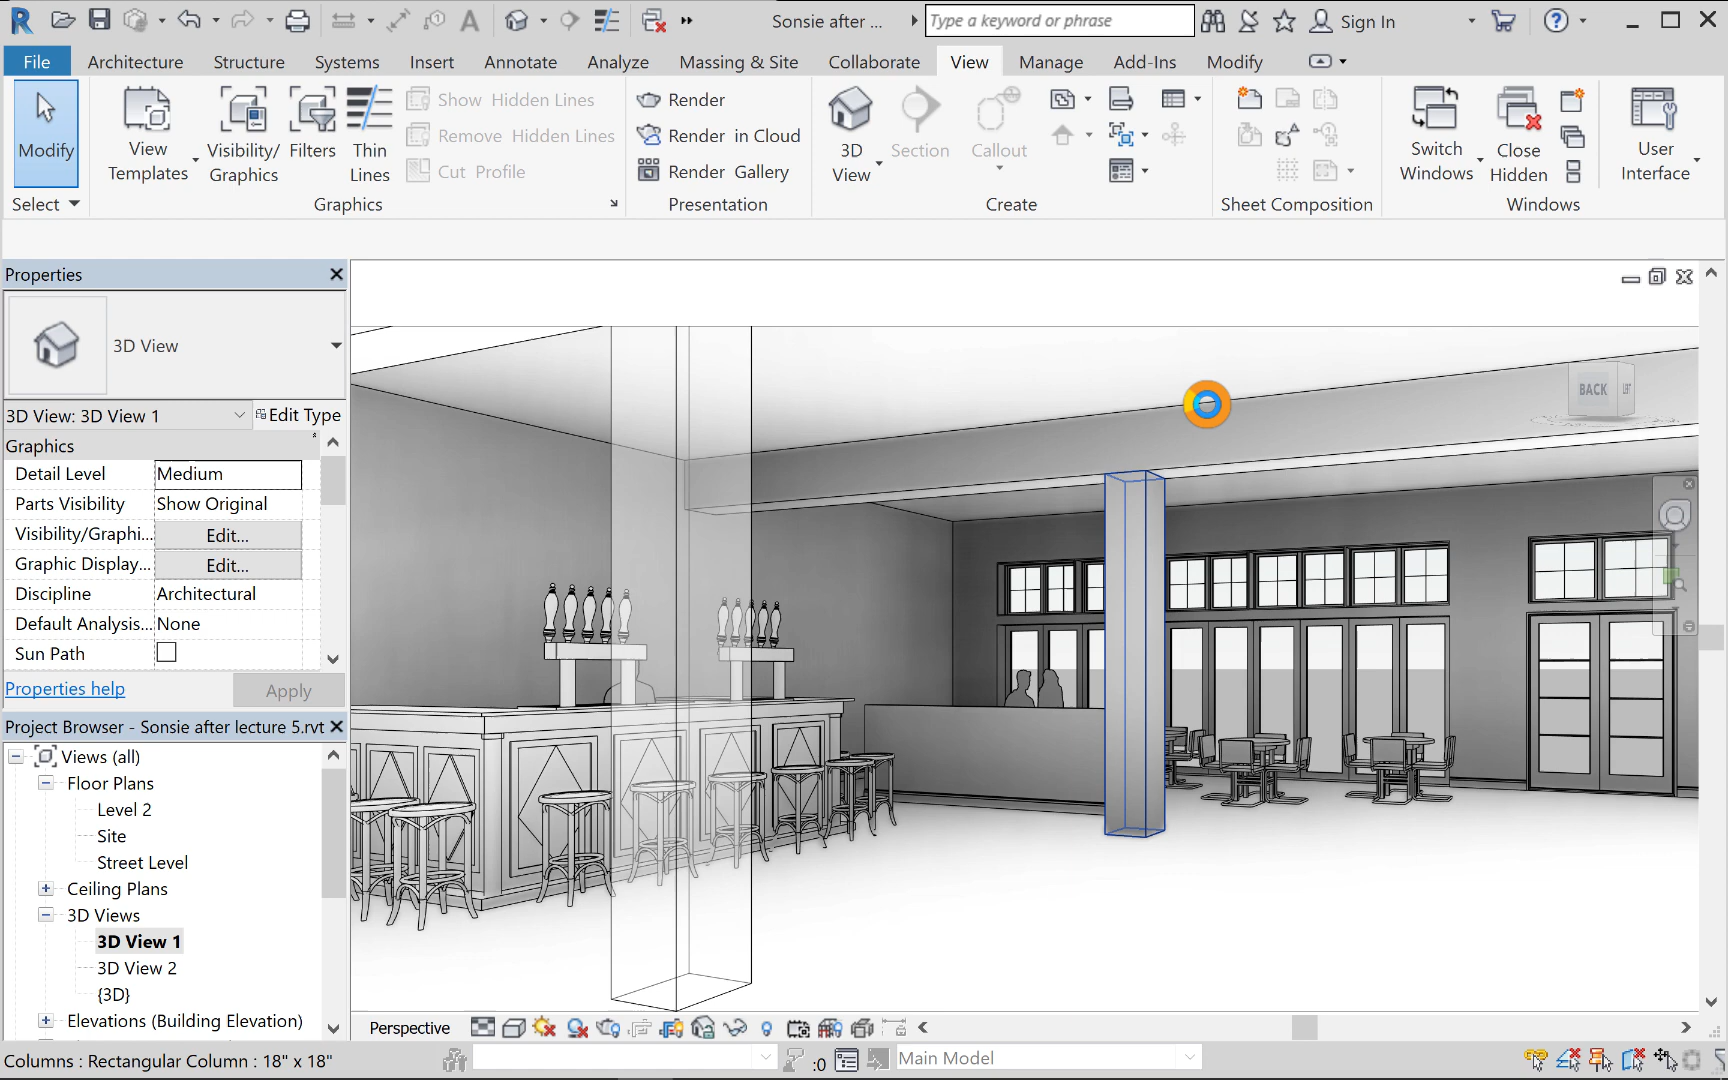 Sonsie after ...
Type a keyword or phrase
Sign In
File
Architecture
Structure
Systems
Insert
Annotate
Analyze
Massing & Site
Collaborate
View
Manage
Add-Ins
Modify
Modify
Select
View Templates
Visibility/ Graphics
Filters
Thin Lines
Show Hidden Lines
Remove Hidden Lines
Cut Profile
Graphics
Render
Render in Cloud
Render Gallery
Presentation
3D View
Section
Callout
Create
Sheet Composition
Switch Windows
Close Hidden
User Interface
Windows
Properties
3D View
3D View: 3D View 1
Edit Type
Graphics
Detail Level Medium
Parts Visibility Show Original
Visibility/Graphi... Edit...
Graphic Display... Edit...
Discipline Architectural
Default Analysis... None
Sun Path
Properties help
Apply
Project Browser - Sonsie after lecture 5.rvt
Views (all)
Floor Plans
Level 2
Site
Street Level
Ceiling Plans
3D Views
3D View 1
3D View 2
{3D}
Elevations (Building Elevation)
BACK
Perspective
Columns : Rectangular Column : 18" x 18"
:0
Main Model